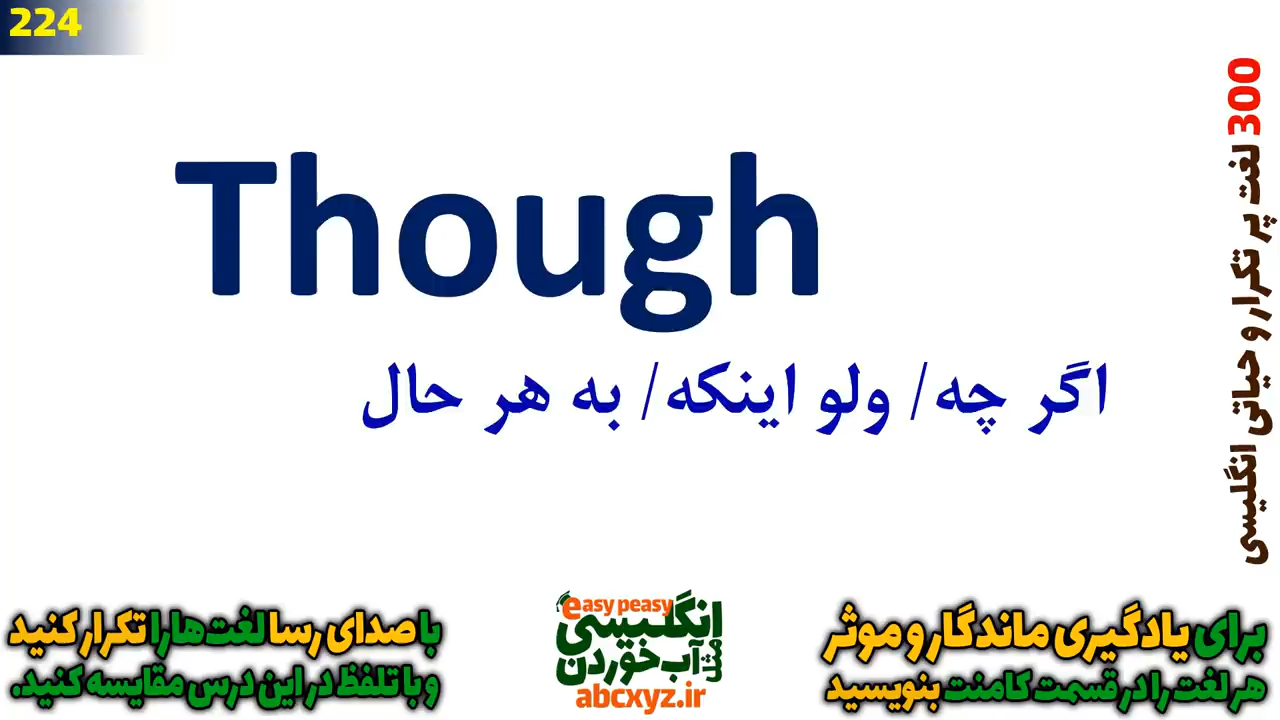 224
300 لغت پر تکرار و حیاتی انگلیسی
Though
اگر چه/ ولو اینکه/ به هر حال
برای یادگیری ماندگار و موثر
هر لغت را در قسمت کامنت بنویسید
easy peasy
انگلیسی
مثل
آب خوردن
abcxyz.ir
با صدای رسا لغت‌ها را تکرار کنید
و با تلفظ در این درس مقایسه کنید.